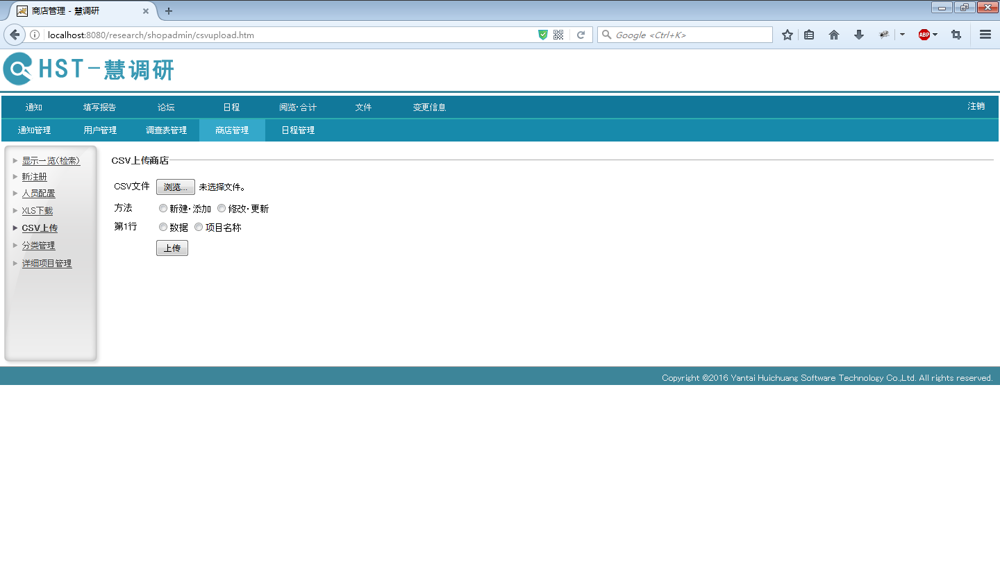 商店管理 - 慧调研
localhost:8080/research/shopadmin/csvupload.htm
Google <Ctrl+K>
ABP
HST-慧调研
通知 填写报告 论坛 日程 阅览·合计 文件 变更信息 注销
通知管理 用户管理 调查表管理 商店管理 日程管理
显示一览(检索)
新注册
人员配置
XLS下载
CSV上传
分类管理
详细项目管理
CSV上传商店
CSV文件 浏览... 未选择文件。
方法 新建·添加 修改·更新
第1行 数据 项目名称
上传
Copyright ©2016 Yantai Huichuang Software Technology Co.,Ltd. All rights reserved.